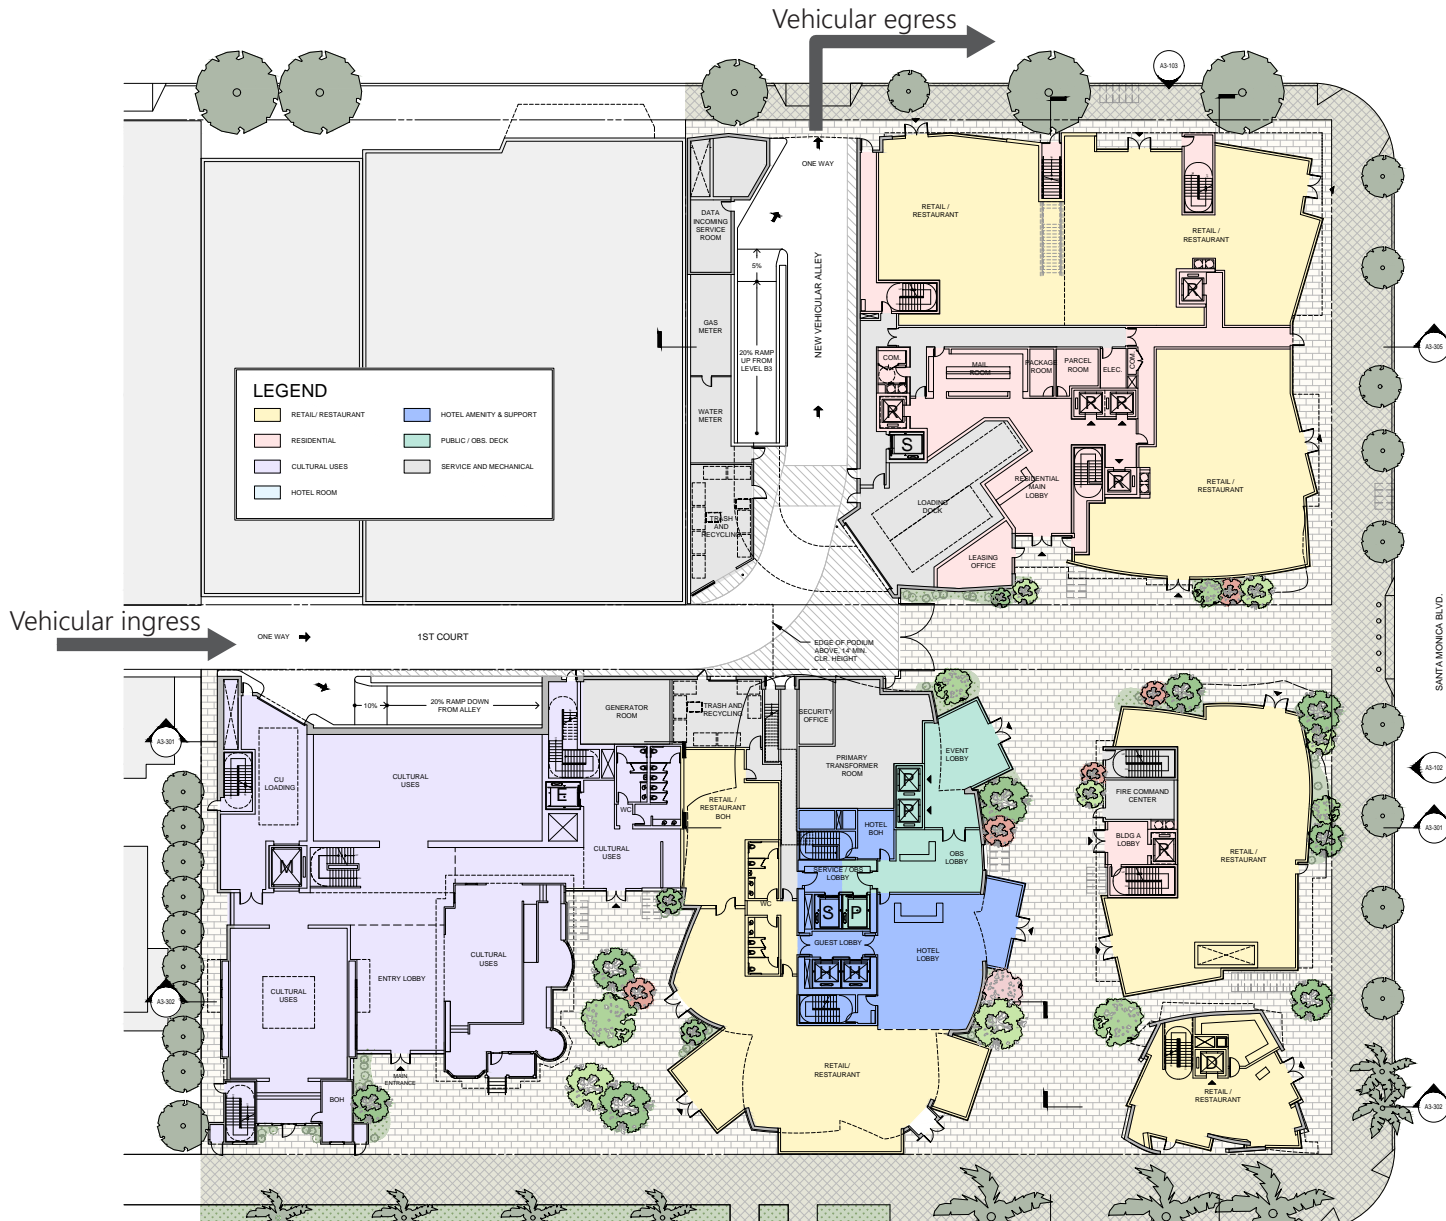 Vehicular egress
A3-103
ONE WAY
DATA
INCOMING
SERVICE
ROOM
RETAIL /
RESTAURANT
RETAIL /
RESTAURANT
5%
NEW VEHICULAR ALLEY
GAS
METER
20% RAMP
UP FROM
LEVEL B3
R
A3-305
COM.
MAIL
ROOM
PACKAGE
ROOM
PARCEL
ROOM
ELEC.
COM.
LEGEND
RETAIL/ RESTAURANT
RESIDENTIAL
CULTURAL USES
HOTEL ROOM
HOTEL AMENITY & SUPPORT
PUBLIC / OBS. DECK
SERVICE AND MECHANICAL
WATER
METER
R
R
R
S
R
RESIDENTIAL
MAIN
LOBBY
RETAIL /
RESTAURANT
LOADING
DOCK
TRASH
AND
RECYCLING
LEASING
OFFICE
Vehicular ingress
ONE WAY
1ST COURT
EDGE OF PODIUM
ABOVE, 14' MIN.
CLR. HEIGHT
SANTA MONICA BLVD.
10%
20% RAMP DOWN
FROM ALLEY
GENERATOR
ROOM
TRASH AND
RECYCLING
SECURITY
OFFICE
A3-301
PRIMARY
TRANSFORMER
ROOM
EVENT
LOBBY
A3-102
CU
LOADING
CULTURAL
USES
E
WC
P
P
RETAIL /
RESTAURANT
BOH
HOTEL
BOH
FIRE COMMAND
CENTER
A3-301
BLDG A
LOBBY
R
RETAIL /
RESTAURANT
M
CULTURAL
USES
OBS
LOBBY
SERVICE / OBS
LOBBY
WC
S
P
GUEST LOBBY
HOTEL
LOBBY
H
H
CULTURAL
USES
ENTRY LOBBY
CULTURAL
USES
A3-302
RETAIL/
RESTAURANT
D
RETAIL /
RESTAURANT
MAIN
ENTRANCE
BOH
A3-302